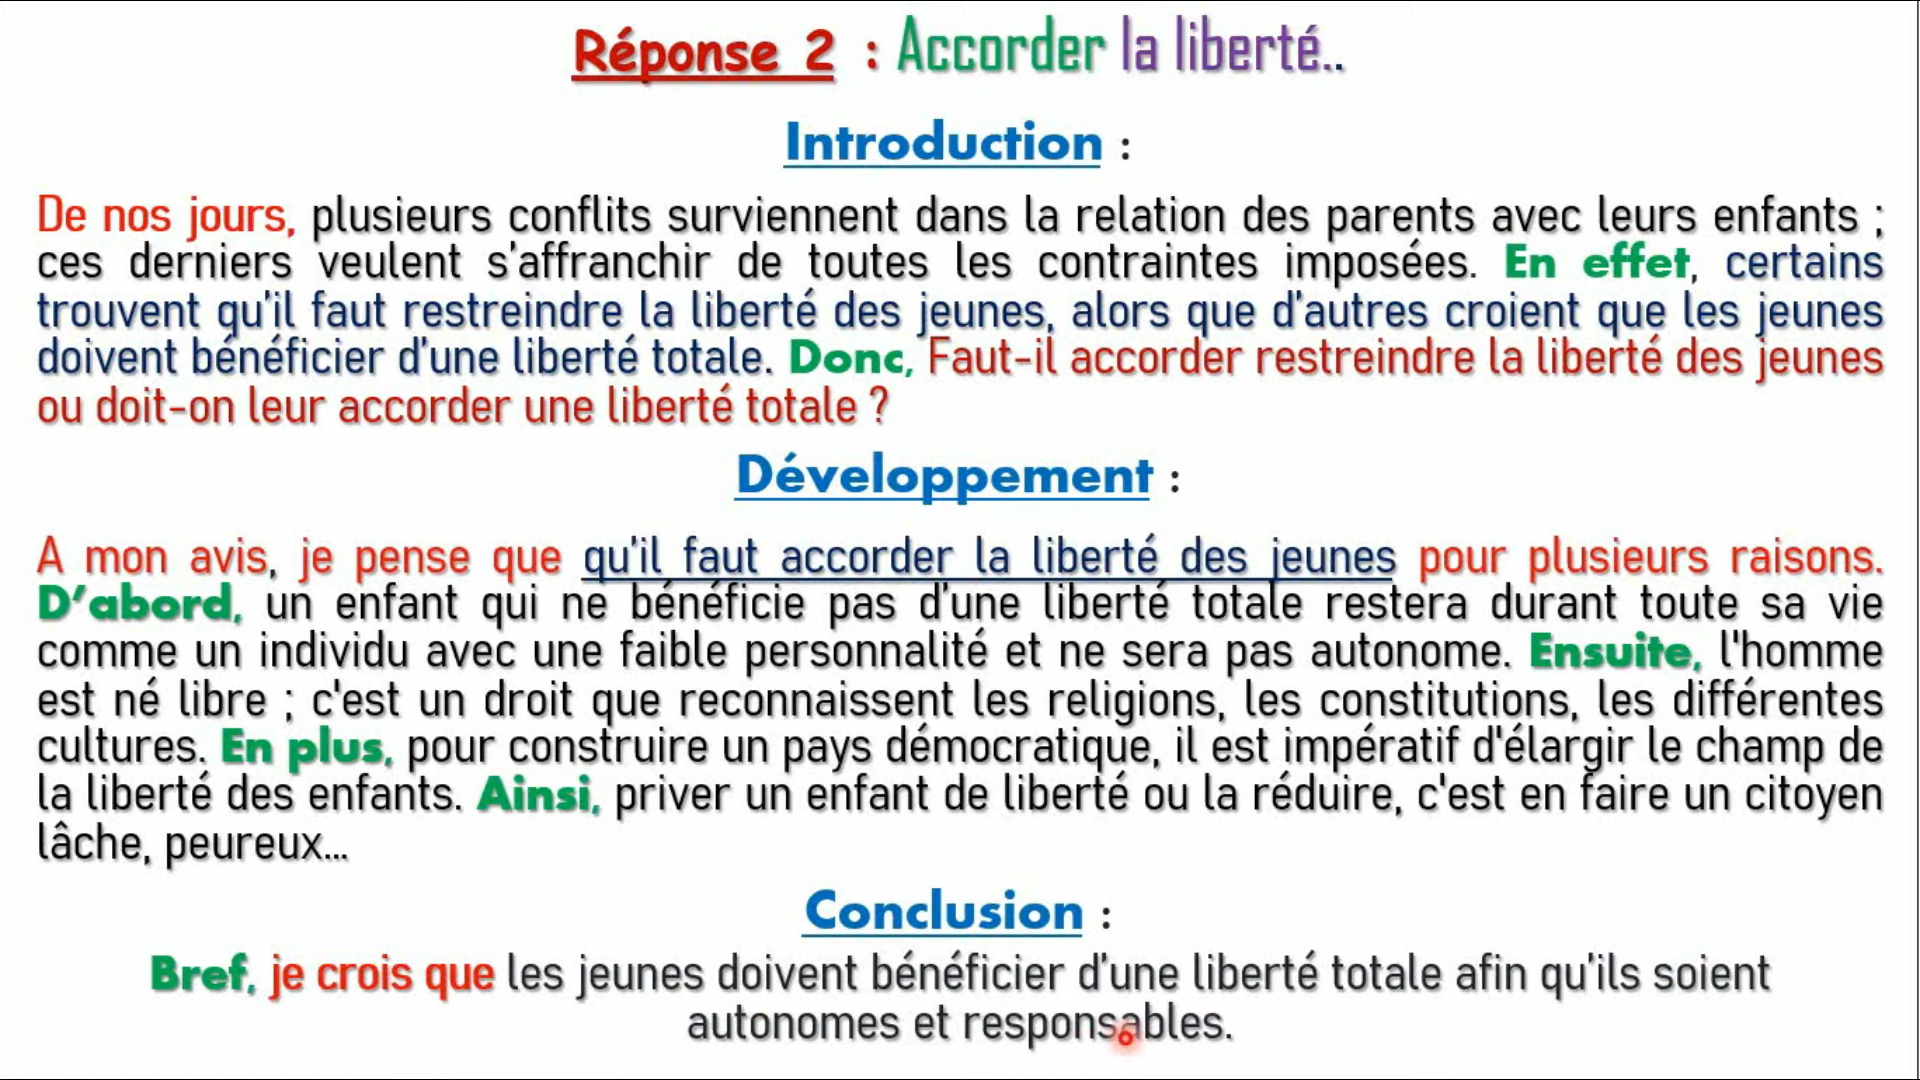 Réponse 2 : Accorder la liberté..
Introduction :
De nos jours, plusieurs conflits surviennent dans la relation des parents avec leurs enfants ;
ces derniers veulent s'affranchir de toutes les contraintes imposées. En effet, certains
trouvent qu'il faut restreindre la liberté des jeunes, alors que d'autres croient que les jeunes
doivent bénéficier d'une liberté totale. Donc, Faut-il accorder restreindre la liberté des jeunes
ou doit-on leur accorder une liberté totale ?
Développement :
A mon avis, je pense que qu'il faut accorder la liberté des jeunes pour plusieurs raisons.
D'abord, un enfant qui ne bénéficie pas d'une liberté totale restera durant toute sa vie
comme un individu avec une faible personnalité et ne sera pas autonome. Ensuite, l'homme
est né libre ; c'est un droit que reconnaissent les religions, les constitutions, les différentes
cultures. En plus, pour construire un pays démocratique, il est impératif d'élargir le champ de
la liberté des enfants. Ainsi, priver un enfant de liberté ou la réduire, c'est en faire un citoyen
lâche, peureux...
Conclusion :
Bref, je crois que les jeunes doivent bénéficier d'une liberté totale afin qu'ils soient
autonomes et responsables.